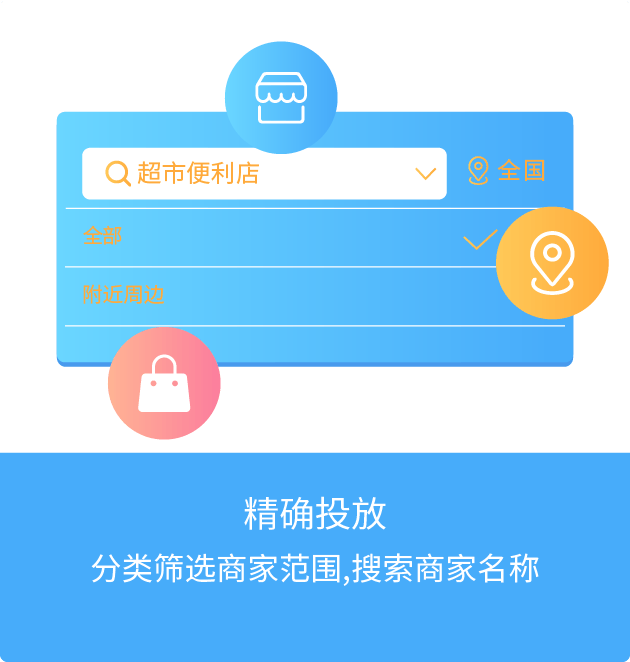 超市便利店
全国
全部
附近周边
精确投放
分类筛选商家范围,搜索商家名称